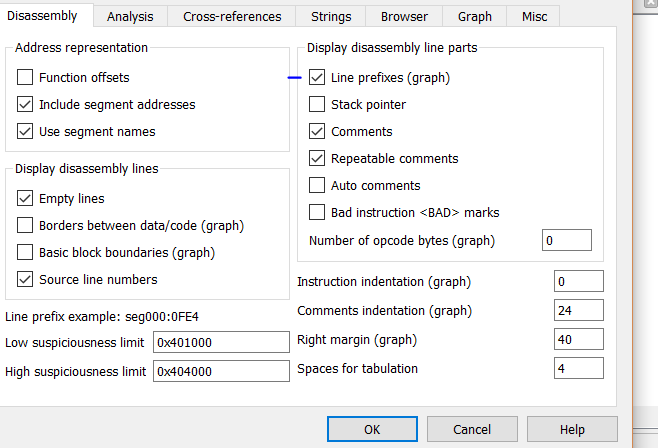 Disassembly Analysis Cross-references Strings Browser Graph Misc
Address representation
Function offsets
Include segment addresses
Use segment names
Display disassembly lines
Empty lines
Borders between data/code (graph)
Basic block boundaries (graph)
Source line numbers
Line prefix example: seg000:0FE4
Low suspiciousness limit 0x401000
High suspiciousness limit 0x404000
Display disassembly line parts
Line prefixes (graph)
Stack pointer
Comments
Repeatable comments
Auto comments
Bad instruction <BAD> marks
Number of opcode bytes (graph) 0
Instruction indentation (graph) 0
Comments indentation (graph) 24
Right margin (graph) 40
Spaces for tabulation 4
OK Cancel Help